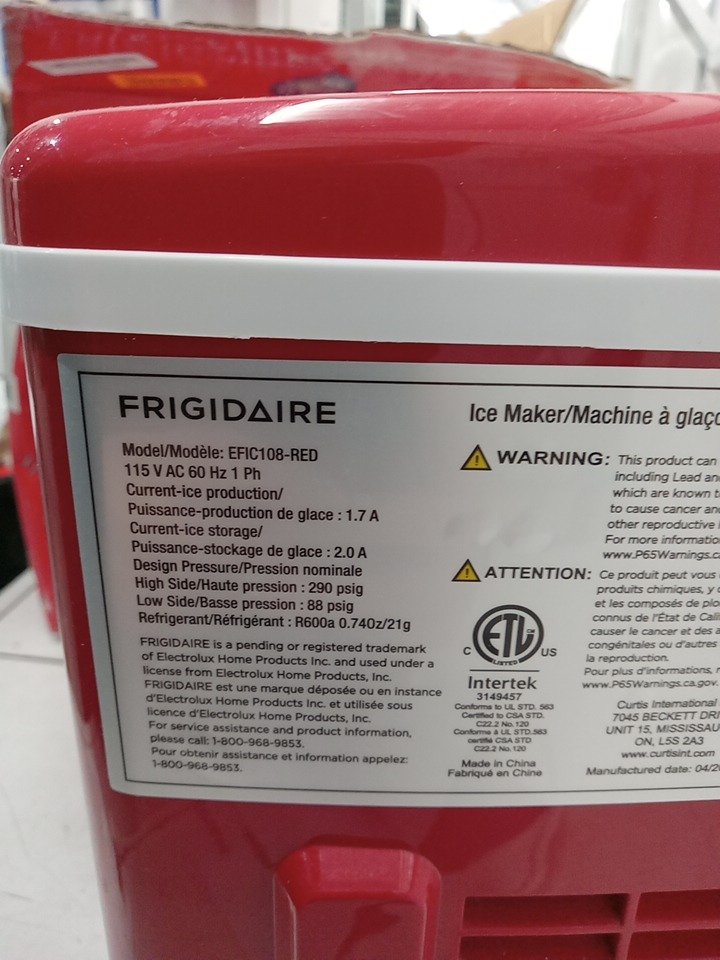 FRIGIDAIRE
Model/Modèle: EFIC108-RED
115 V AC 60 Hz 1 Ph
Current-ice production/
Puissance-production de glace : 1.7 A
Current-ice storage/
Puissance-stockage de glace : 2.0 A
Design Pressure/Pression nominale
High Side/Haute pression : 290 psig
Low Side/Basse pression : 88 psig
Refrigerant/Réfrigérant : R600a 0.74oz/21g
FRIGIDAIRE is a pending or registered trademark
of Electrolux Home Products Inc. and used under a
license from Electrolux Home Products, Inc.
FRIGIDAIRE est une marque déposée ou en instance
d'Electrolux Home Products, Inc. et utilisée sous
licence d'Electrolux Home Products, Inc.
For service assistance and product information,
please call: 1-800-968-9853.
Pour obtenir assistance et information appelez:
1-800-968-9853.
Ice Maker/Machine à glaço
WARNING: This product can
including Lead and
which are known t
to cause cancer and
other reproductive
For more informatio
www.P65Warnings.ca
ATTENTION: Ce produit peut vous
produits chimiques, y
et les composés de plo
connus de l'État de Cali
causer le cancer et des a
congénitales ou d'autres
la reproduction.
Pour plus d'informations,
www.P65Warnings.ca.gov.
C ETL US
LISTED
Intertek
3149457
Conforms to UL STD. 563
Certified to CSA STD.
C22.2 No.120
Conforme à UL STD.563
certifié CSA STD.
C22.2 No.120
Made in China
Fabriqué en Chine
Curtis International
7045 BECKETT DRI
UNIT 15, MISSISSAU
ON, L5S 2A3
www.curtisint.com
Manufactured date: 04/20